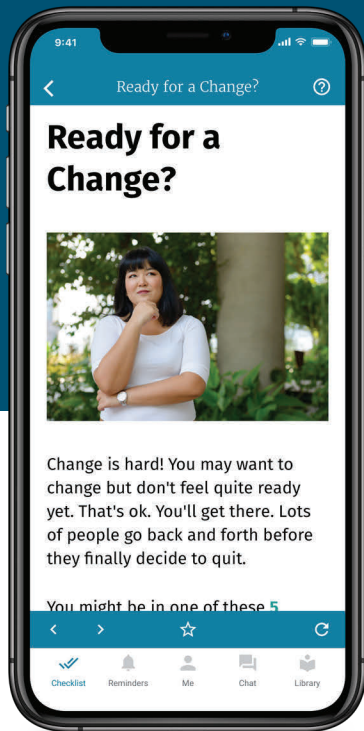 9:41
Ready for a Change?
Ready for a
Change?
Change is hard! You may want to
change but don't feel quite ready
yet. That's ok. You'll get there. Lots
of people go back and forth before
they finally decide to quit.
You might be in one of these 5
Checklist
Reminders
Me
Chat
Library